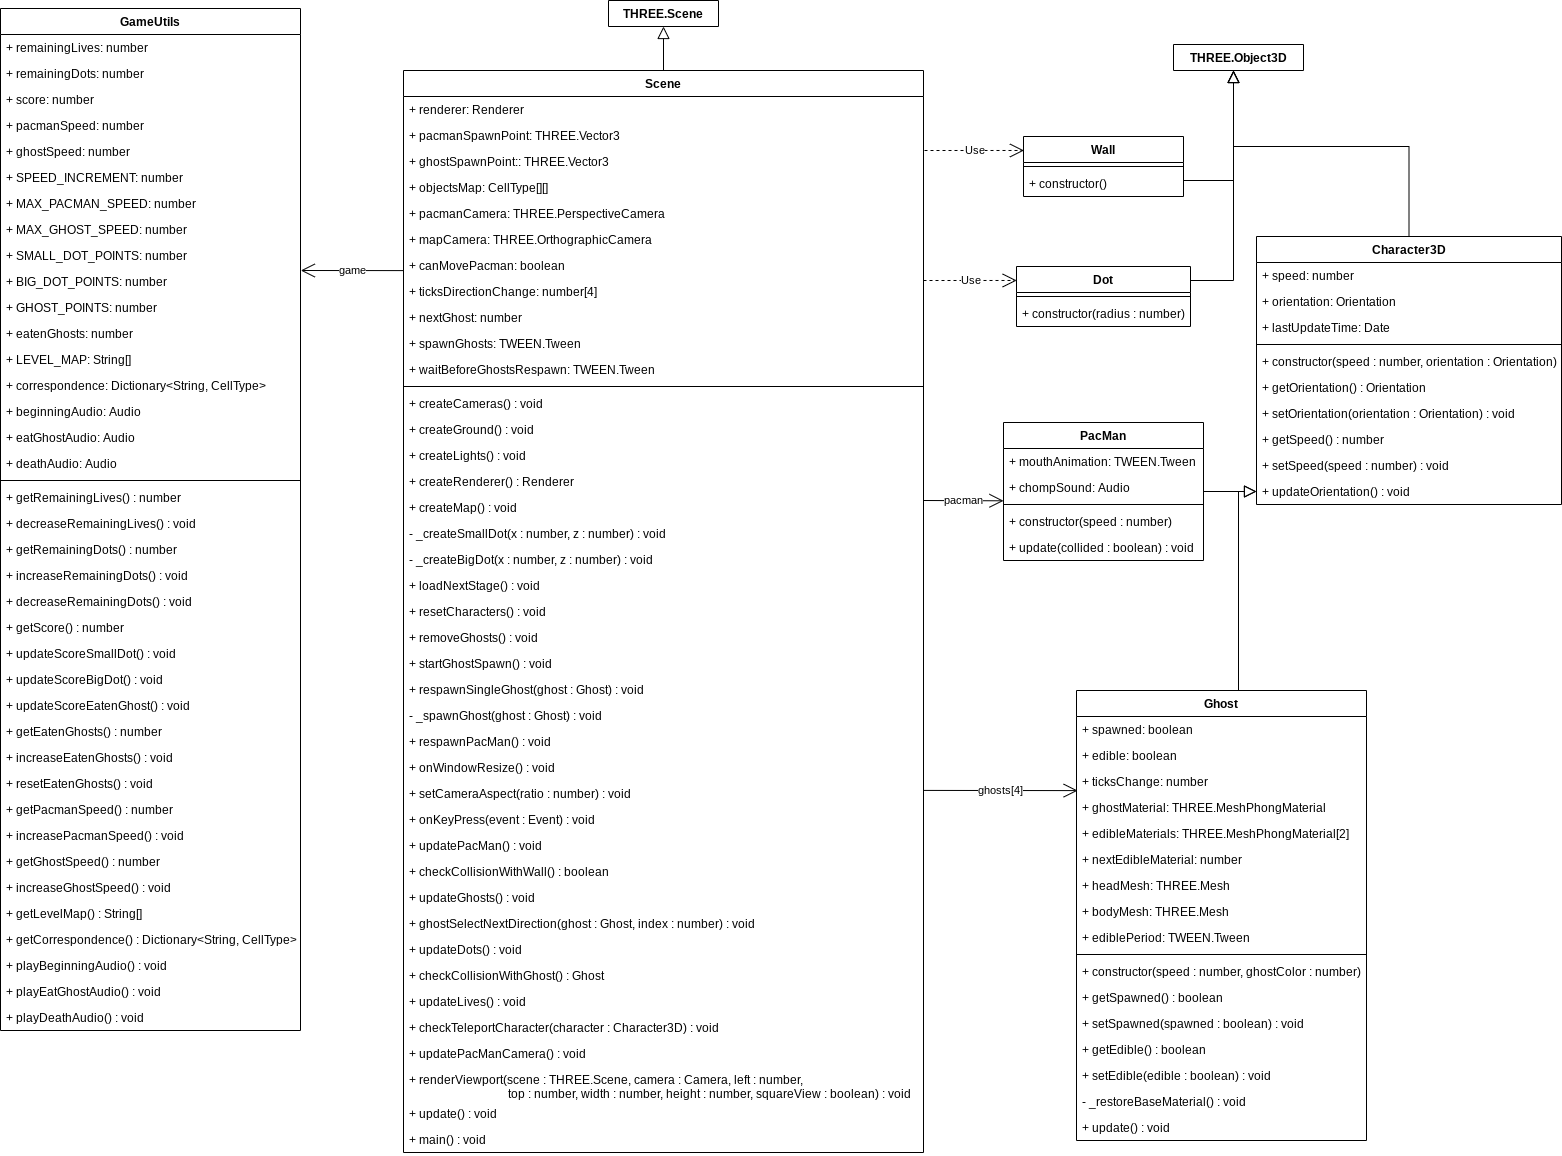 GameUtils
+ remainingLives: number
+ remainingDots: number
+ score: number
+ pacmanSpeed: number
+ ghostSpeed: number
+ SPEED_INCREMENT: number
+ MAX_PACMAN_SPEED: number
+ MAX_GHOST_SPEED: number
+ SMALL_DOT_POINTS: number
+ BIG_DOT_POINTS: number
+ GHOST_POINTS: number
+ eatenGhosts: number
+ LEVEL_MAP: String[]
+ correspondence: Dictionary<String, CellType>
+ beginningAudio: Audio
+ eatGhostAudio: Audio
+ deathAudio: Audio
+ getRemainingLives() : number
+ decreaseRemainingLives() : void
+ getRemainingDots() : number
+ increaseRemainingDots() : void
+ decreaseRemainingDots() : void
+ getScore() : number
+ updateScoreSmallDot() : void
+ updateScoreBigDot() : void
+ updateScoreEatenGhost() : void
+ getEatenGhosts() : number
+ increaseEatenGhosts() : void
+ resetEatenGhosts() : void
+ getPacmanSpeed() : number
+ increasePacmanSpeed() : void
+ getGhostSpeed() : number
+ increaseGhostSpeed() : void
+ getLevelMap() : String[]
+ getCorrespondence() : Dictionary<String, CellType>
+ playBeginningAudio() : void
+ playEatGhostAudio() : void
+ playDeathAudio() : void
game
THREE.Scene
Scene
+ renderer: Renderer
+ pacmanSpawnPoint: THREE.Vector3
+ ghostSpawnPoint:: THREE.Vector3
+ objectsMap: CellType[][]
+ pacmanCamera: THREE.PerspectiveCamera
+ mapCamera: THREE.OrthographicCamera
+ canMovePacman: boolean
+ ticksDirectionChange: number[4]
+ nextGhost: number
+ spawnGhosts: TWEEN.Tween
+ waitBeforeGhostsRespawn: TWEEN.Tween
+ createCameras() : void
+ createGround() : void
+ createLights() : void
+ createRenderer() : Renderer
+ createMap() : void
- _createSmallDot(x : number, z : number) : void
- _createBigDot(x : number, z : number) : void
+ loadNextStage() : void
+ resetCharacters() : void
+ removeGhosts() : void
+ startGhostSpawn() : void
+ respawnSingleGhost(ghost : Ghost) : void
- _spawnGhost(ghost : Ghost) : void
+ respawnPacMan() : void
+ onWindowResize() : void
+ setCameraAspect(ratio : number) : void
+ onKeyPress(event : Event) : void
+ updatePacMan() : void
+ checkCollisionWithWall() : boolean
+ updateGhosts() : void
+ ghostSelectNextDirection(ghost : Ghost, index : number) : void
+ updateDots() : void
+ checkCollisionWithGhost() : Ghost
+ updateLives() : void
+ checkTeleportCharacter(character : Character3D) : void
+ updatePacManCamera() : void
+ renderViewport(scene : THREE.Scene, camera : Camera, left : number,
top : number, width : number, height : number, squareView : boolean) : void
+ update() : void
+ main() : void
Use
Use
pacman
ghosts[4]
THREE.Object3D
Wall
+ constructor()
Dot
+ constructor(radius : number)
Character3D
+ speed: number
+ orientation: Orientation
+ lastUpdateTime: Date
+ constructor(speed : number, orientation : Orientation)
+ getOrientation() : Orientation
+ setOrientation(orientation : Orientation) : void
+ getSpeed() : number
+ setSpeed(speed : number) : void
+ updateOrientation() : void
PacMan
+ mouthAnimation: TWEEN.Tween
+ chompSound: Audio
+ constructor(speed : number)
+ update(collided : boolean) : void
Ghost
+ spawned: boolean
+ edible: boolean
+ ticksChange: number
+ ghostMaterial: THREE.MeshPhongMaterial
+ edibleMaterials: THREE.MeshPhongMaterial[2]
+ nextEdibleMaterial: number
+ headMesh: THREE.Mesh
+ bodyMesh: THREE.Mesh
+ ediblePeriod: TWEEN.Tween
+ constructor(speed : number, ghostColor : number)
+ getSpawned() : boolean
+ setSpawned(spawned : boolean) : void
+ getEdible() : boolean
+ setEdible(edible : boolean) : void
- _restoreBaseMaterial() : void
+ update() : void